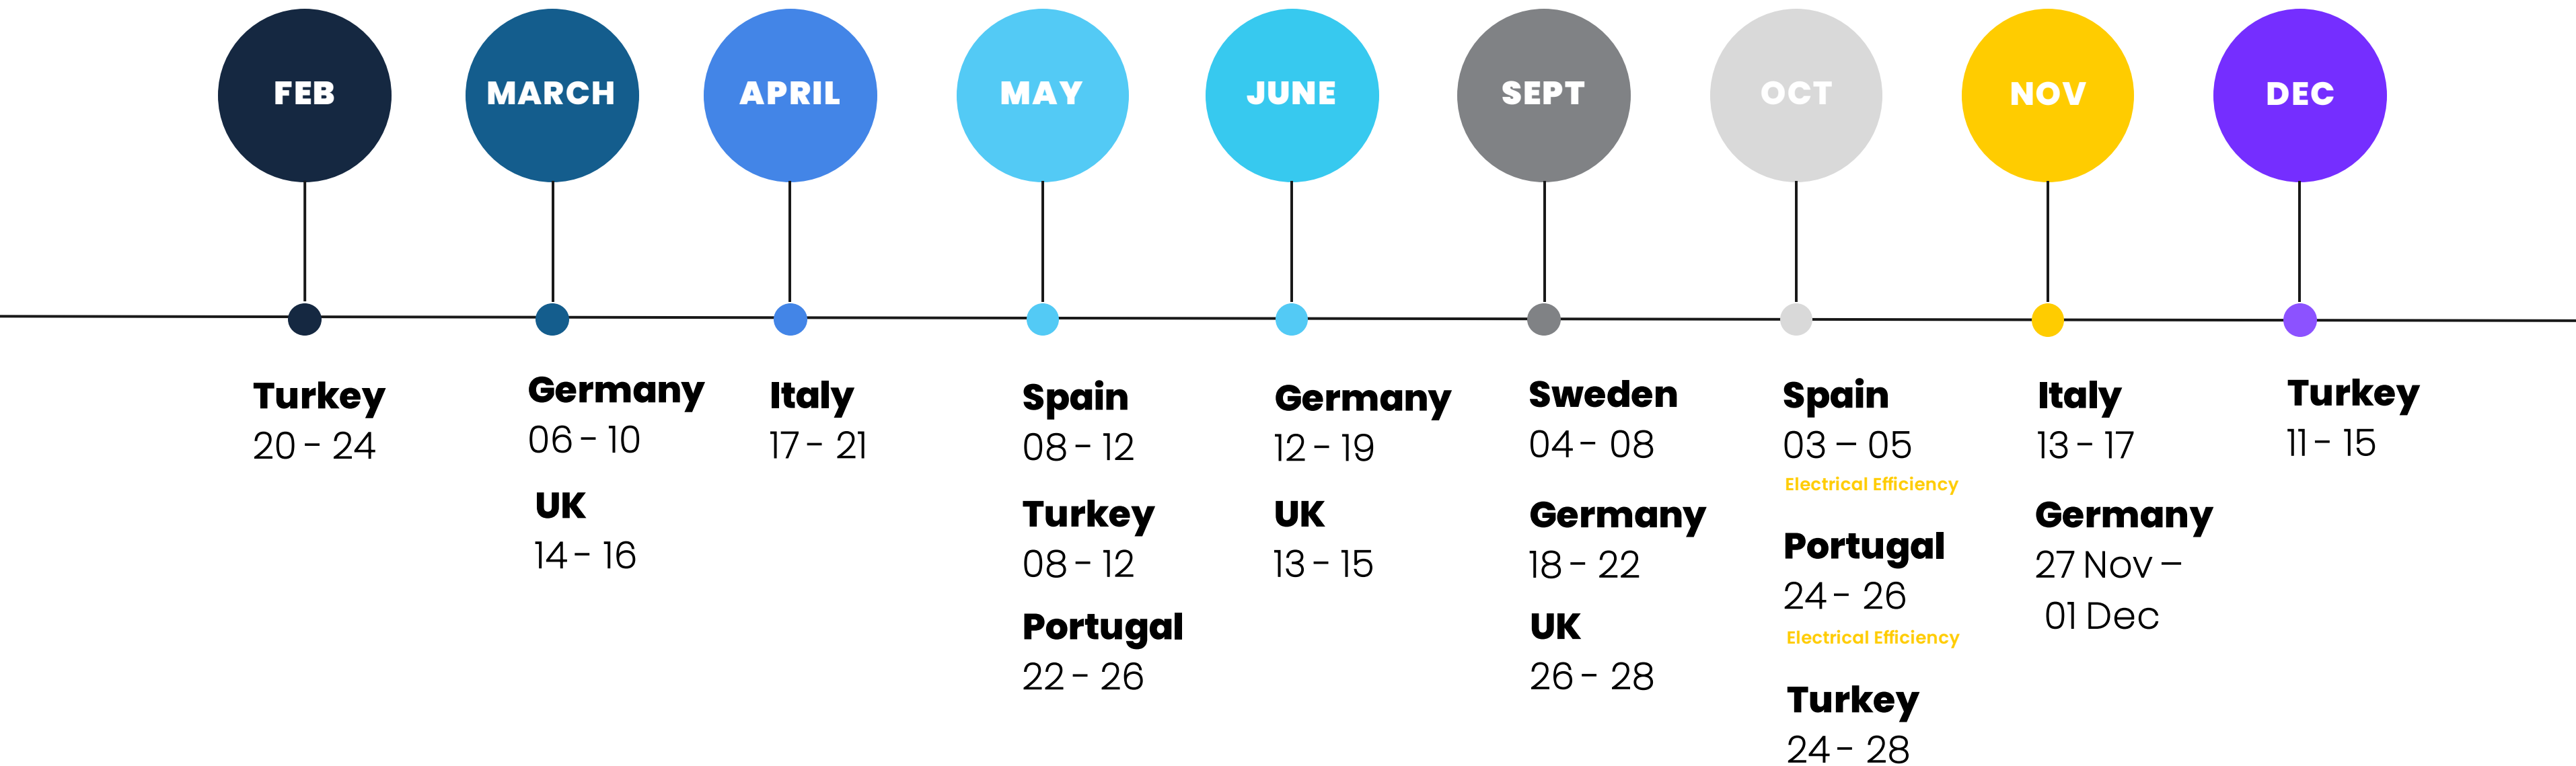 FEB
MARCH
APRIL
MAY
JUNE
SEPT
OCT
NOV
DEC
Turkey
20 - 24
Germany
06 - 10
UK
14 - 16
Italy
17 - 21
Spain
08 - 12
Turkey
08 - 12
Portugal
22 - 26
Germany
12 - 19
UK
13 - 15
Sweden
04 - 08
Germany
18 - 22
UK
26 - 28
Spain
03 – 05
Electrical Efficiency
Portugal
24 - 26
Electrical Efficiency
Turkey
24 - 28
Italy
13 - 17
Germany
27 Nov –
01 Dec
Turkey
11 - 15